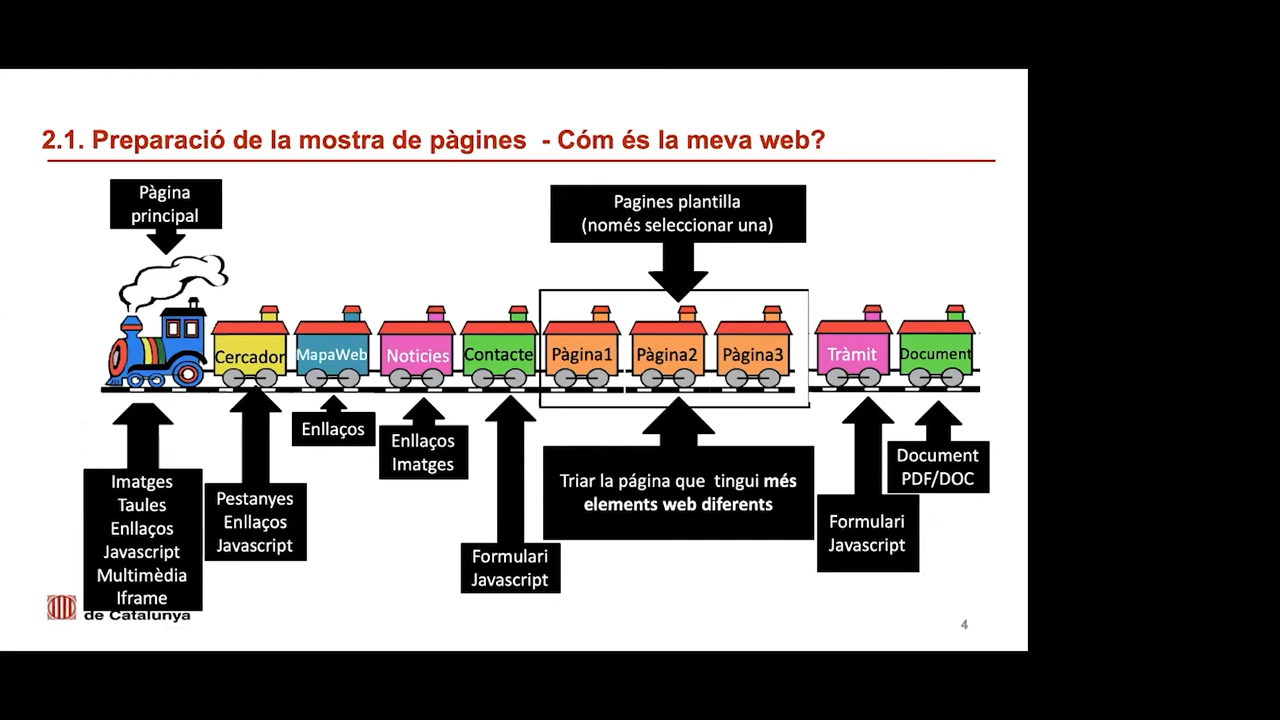 2.1. Preparació de la mostra de pàgines - Cóm és la meva web?
Pàgina
principal
Pagines plantilla
(només seleccionar una)
Cercador
MapaWeb
Noticies
Contacte
Pàgina1
Pàgina2
Pàgina3
Tràmit
Document
Imatges
Taules
Enllaços
Javascript
Multimèdia
Iframe
Pestanyes
Enllaços
Javascript
Enllaços
Enllaços
Imatges
Formulari
Javascript
Triar la página que tingui més
elements web diferents
Formulari
Javascript
Document
PDF/DOC
de Catalunya
4